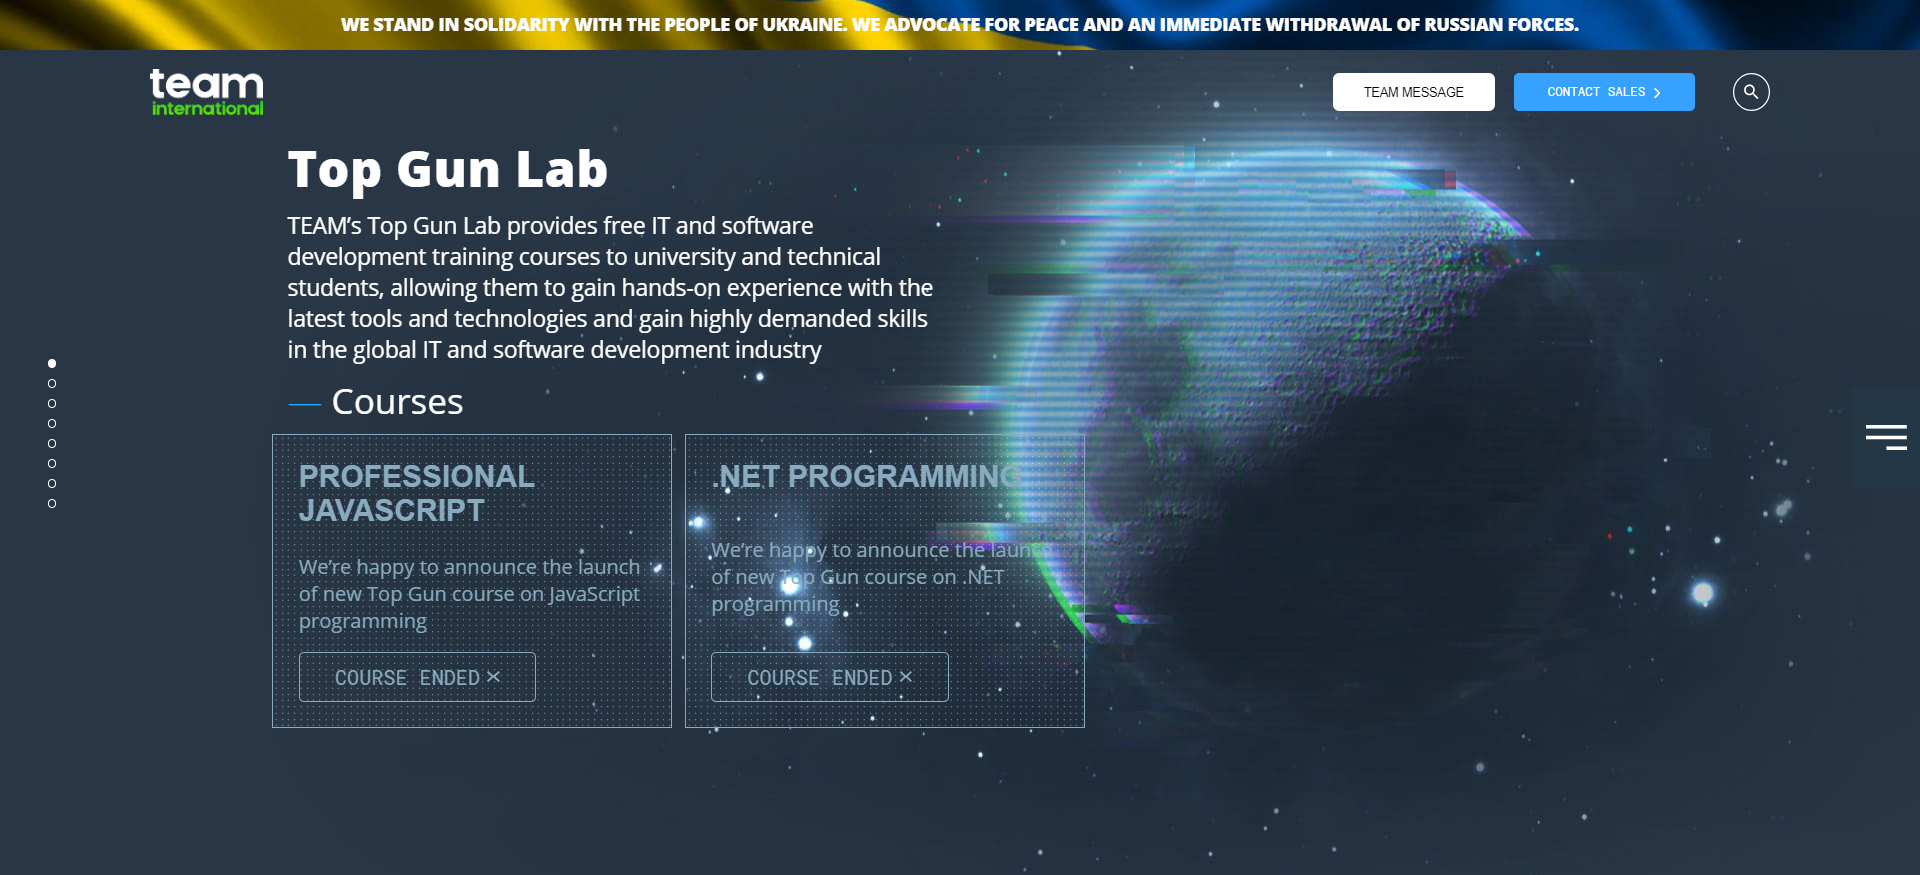 WE STAND IN SOLIDARITY WITH THE PEOPLE OF UKRAINE. WE ADVOCATE FOR PEACE AND AN IMMEDIATE WITHDRAWAL OF RUSSIAN FORCES.
team
international
TEAM MESSAGE
CONTACT SALES
Top Gun Lab
TEAM’s Top Gun Lab provides free IT and software
development training courses to university and technical
students, allowing them to gain hands-on experience with the
latest tools and technologies and gain highly demanded skills
in the global IT and software development industry
Courses
PROFESSIONAL
JAVASCRIPT
We’re happy to announce the launch
of new Top Gun course on JavaScript
programming
COURSE ENDED
.NET PROGRAMMING
We’re happy to announce the launch
of new Top Gun course on .NET
programming
COURSE ENDED